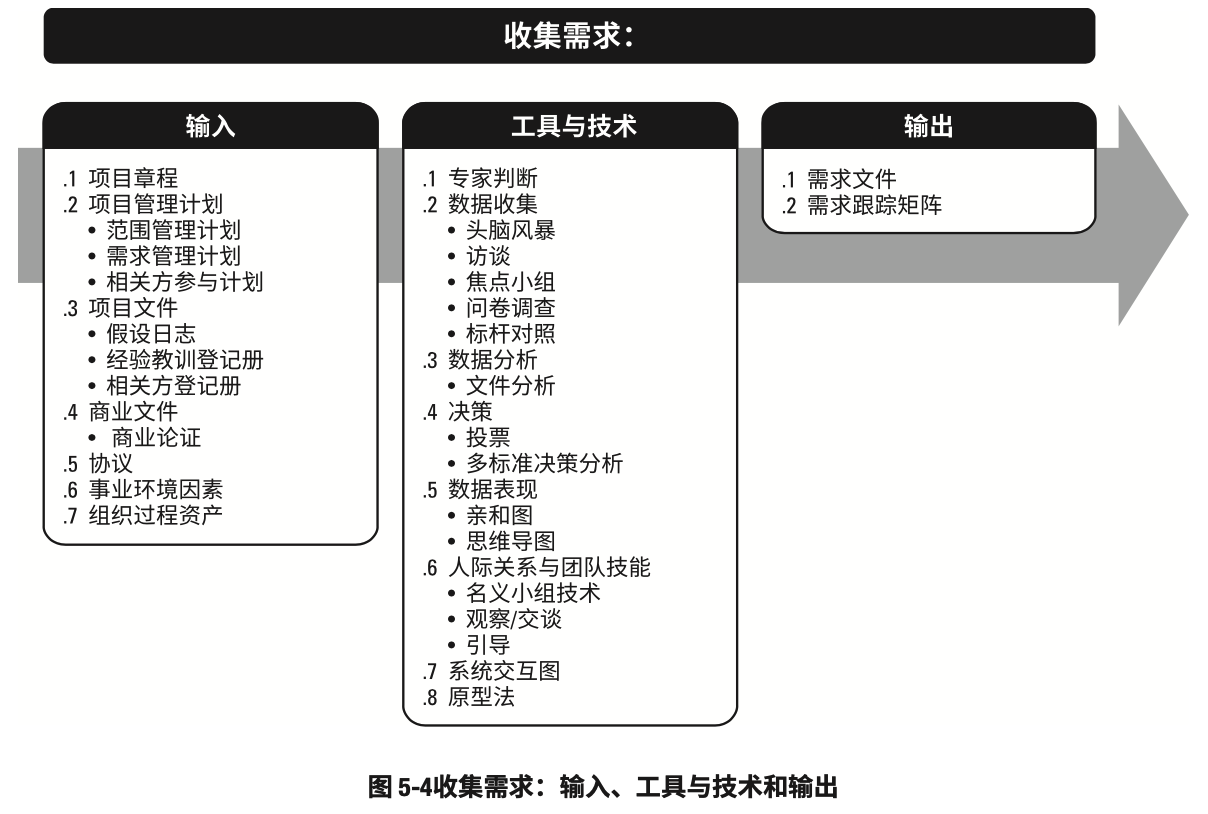 收集需求：
输入
.1 项目章程
.2 项目管理计划
• 范围管理计划
• 需求管理计划
• 相关方参与计划
.3 项目文件
• 假设日志
• 经验教训登记册
• 相关方登记册
.4 商业文件
• 商业论证
.5 协议
.6 事业环境因素
.7 组织过程资产
工具与技术
.1 专家判断
.2 数据收集
• 头脑风暴
• 访谈
• 焦点小组
• 问卷调查
• 标杆对照
.3 数据分析
• 文件分析
.4 决策
• 投票
• 多标准决策分析
.5 数据表现
• 亲和图
• 思维导图
.6 人际关系与团队技能
• 名义小组技术
• 观察/交谈
• 引导
.7 系统交互图
.8 原型法
输出
.1 需求文件
.2 需求跟踪矩阵
图 5-4收集需求：输入、工具与技术和输出